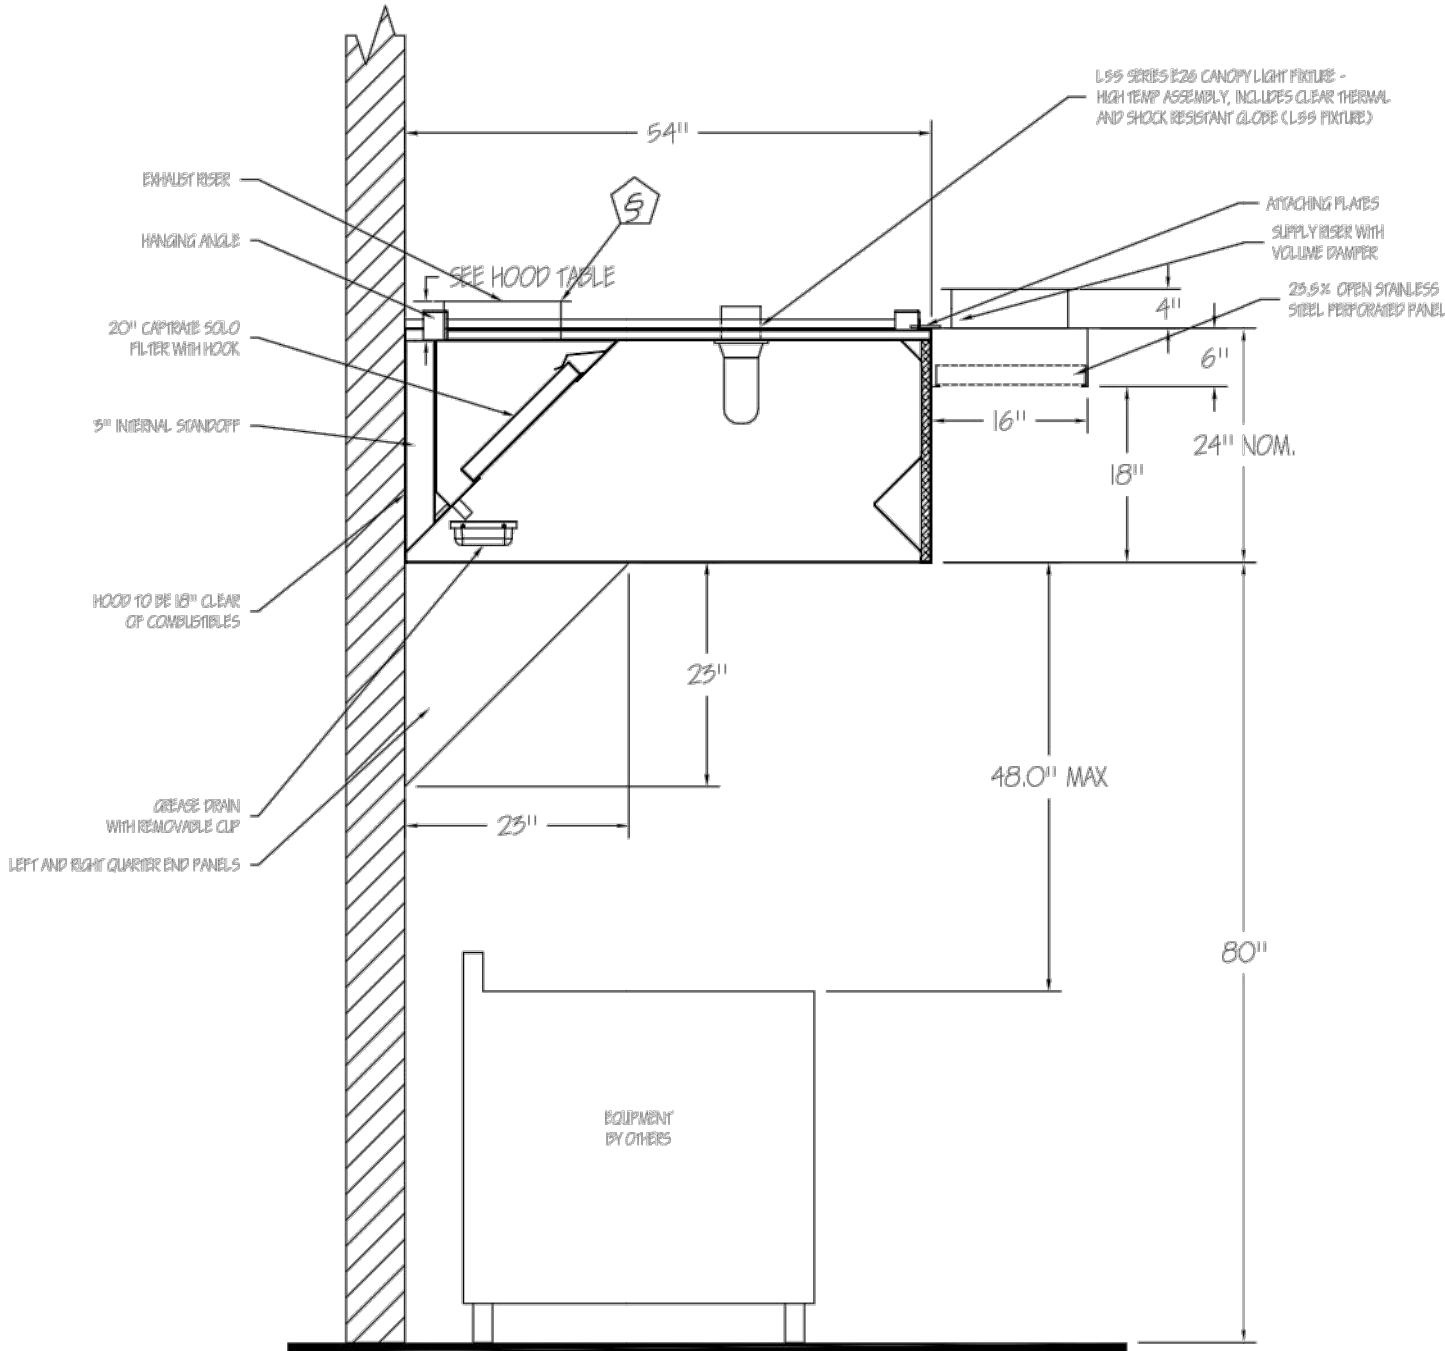 LSS SERIES E26 CANOPY LIGHT FIXTURE -
HIGH TEMP ASSEMBLY, INCLUDES CLEAR THERMAL
AND SHOCK RESISTANT GLOBE (L55 FIXTURE)
54"
EXHAUST RISER
HANGING ANGLE
SEE HOOD TABLE
ATTACHING PLATES
SUPPLY RISER WITH
VOLUME DAMPER
23.5% OPEN STAINLESS
STEEL PERFORATED PANEL
4"
20" CAPTRATE SOLO
FILTER WITH HOOK
6"
3" INTERNAL STANDOFF
16"
24" NOM.
18"
HOOD TO BE 18" CLEAR
OF COMBUSTIBLES
23"
48.0" MAX
GREASE DRAIN
WITH REMOVABLE CUP
23"
LEFT AND RIGHT QUARTER END PANELS
80"
EQUIPMENT
BY OTHERS